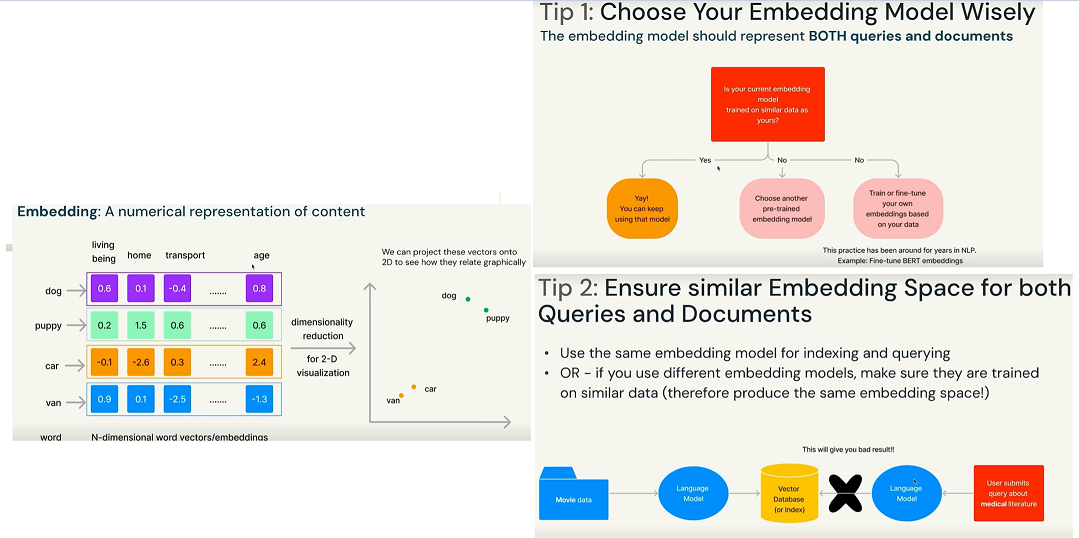 Embedding: A numerical representation of content
living
being
home
transport
age
dog
0.6
0.1
-0.4
.......
0.8
puppy
0.2
1.5
0.6
.......
0.6
car
-0.1
-2.6
0.3
.......
2.4
van
0.9
0.1
-2.5
.......
-1.3
word
N-dimensional word vectors/embeddings
dimensionality
reduction
for 2-D
visualization
We can project these vectors onto
2D to see how they relate graphically
dog
puppy
car
van
Tip 1: Choose Your Embedding Model Wisely
The embedding model should represent BOTH queries and documents
Is your current embedding
model
trained on similar data as
yours?
Yes
No
No
Yay!
You can keep
using that model
Choose another
pre-trained
embedding model
Train or fine-tune
your own
embeddings based
on your data
This practice has been around for years in NLP.
Example: Fine-tune BERT embeddings
Tip 2: Ensure similar Embedding Space for both
Queries and Documents
• Use the same embedding model for indexing and querying
• OR - if you use different embedding models, make sure they are trained
on similar data (therefore produce the same embedding space!)
This will give you bad result!!
Movie data
Language
Model
Vector
Database
(or Index)
Language
Model
User submits
query about
medical literature